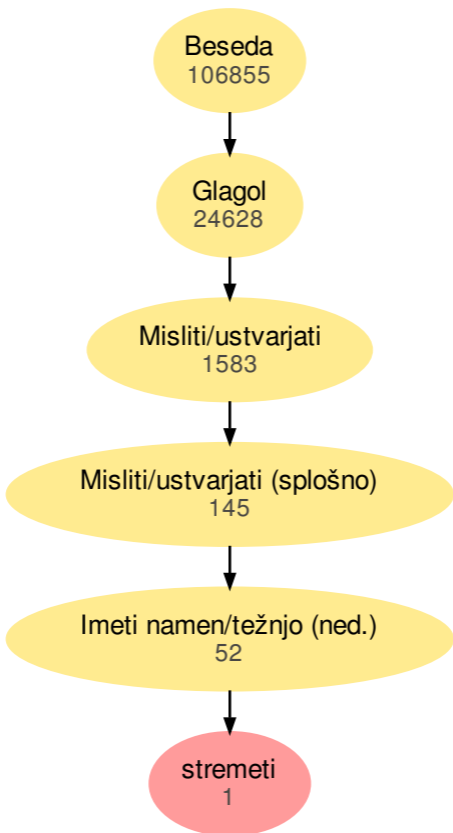 Beseda
106855
Glagol
24628
Misliti/ustvarjati
1583
Misliti/ustvarjati (splošno)
145
Imeti namen/težnjo (ned.)
52
stremeti
1